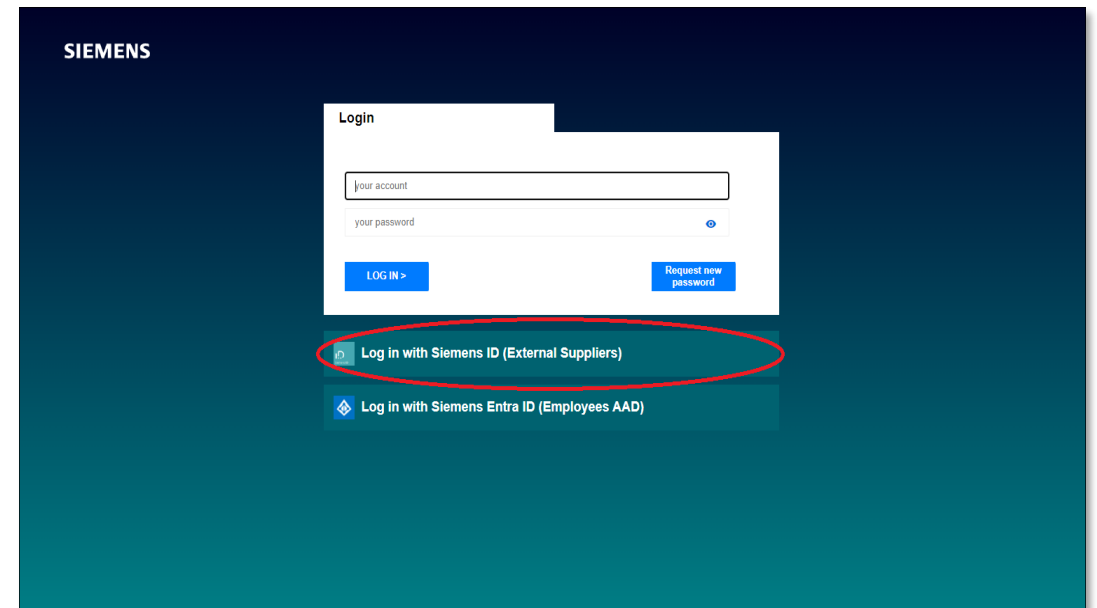 SIEMENS
Login
your account
your password
LOG IN >
Request new
password
Log in with Siemens ID (External Suppliers)
Log in with Siemens Entra ID (Employees AAD)